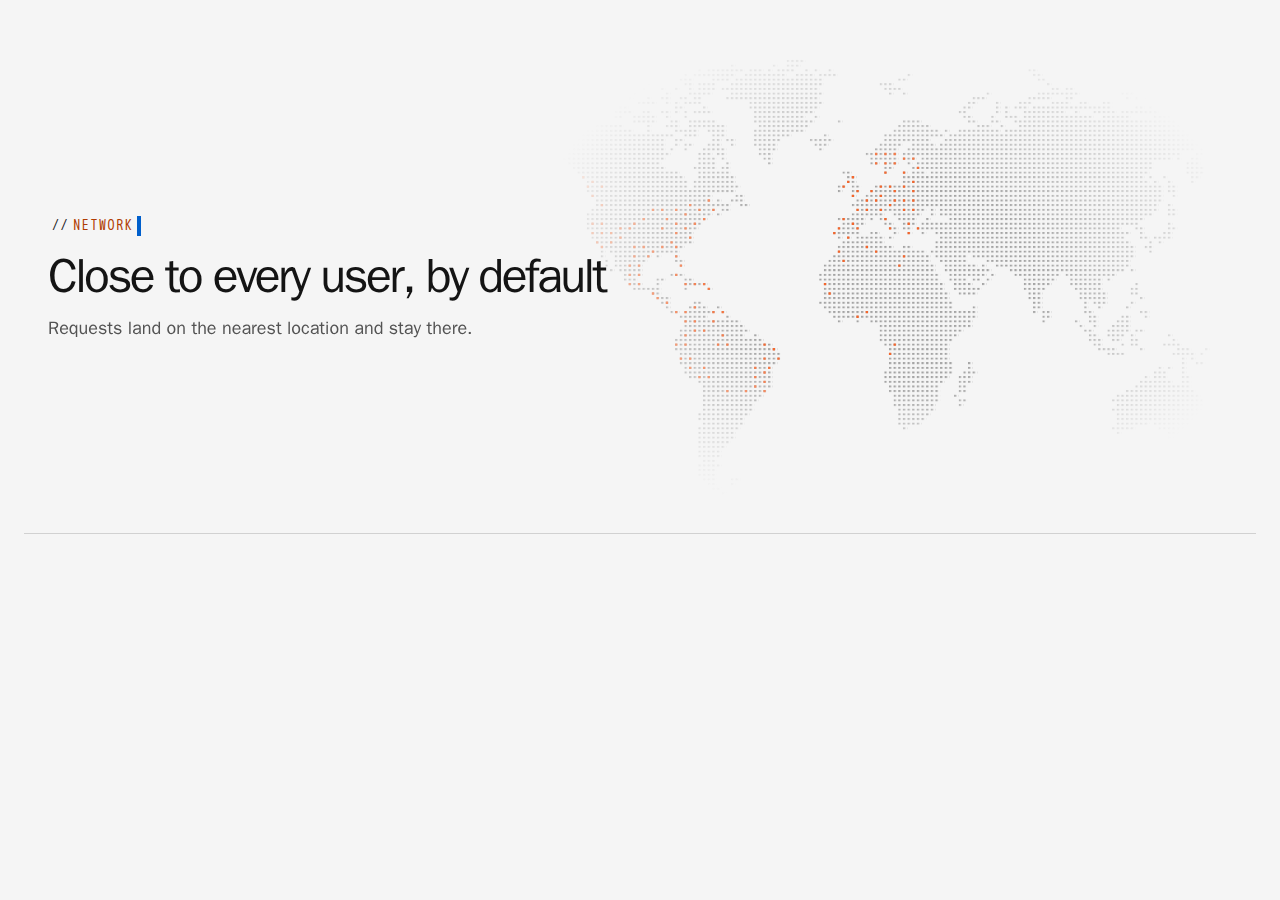 // NETWORK
Close to every user, by default
Requests land on the nearest location and stay there.